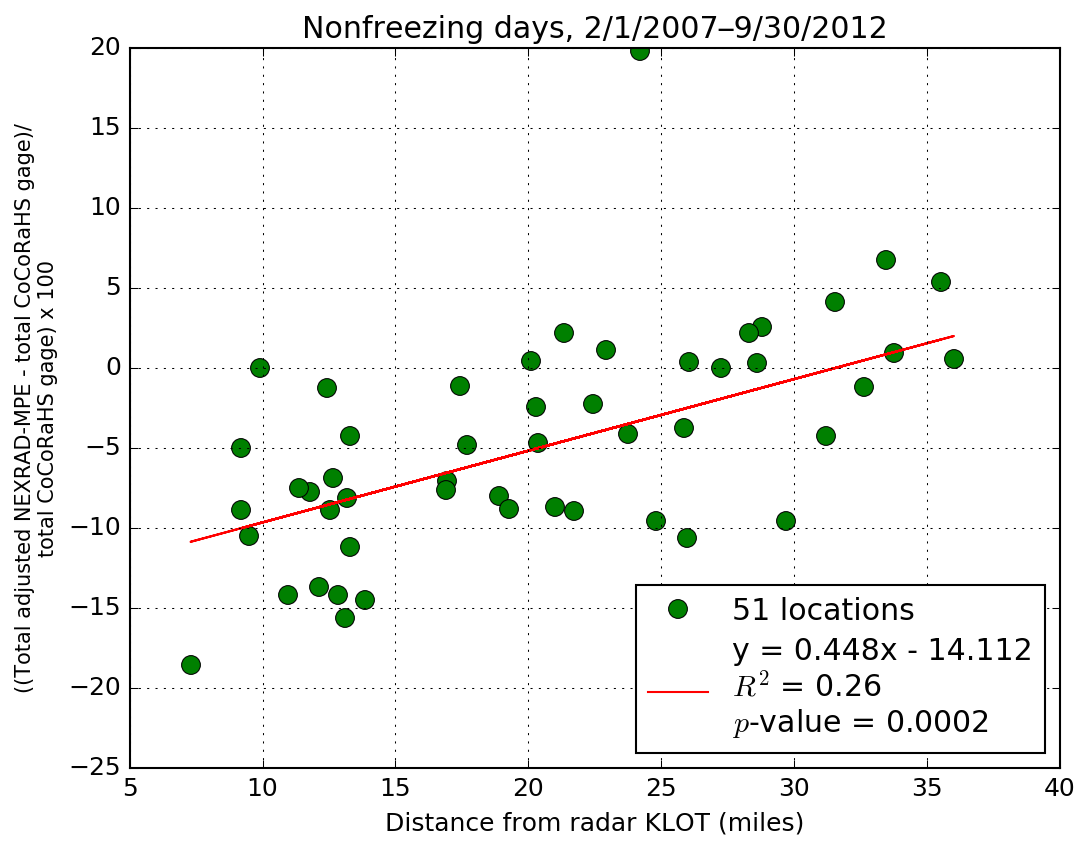 Nonfreezing days, 2/1/2007–9/30/2012
((Total adjusted NEXRAD-MPE - total CoCoRaHS gage)/
total CoCoRaHS gage) x 100
20
15
10
5
0
−5
−10
−15
−20
−25
51 locations
y = 0.448x - 14.112
R² = 0.26
p-value = 0.0002
5 10 15 20 25 30 35 40
Distance from radar KLOT (miles)